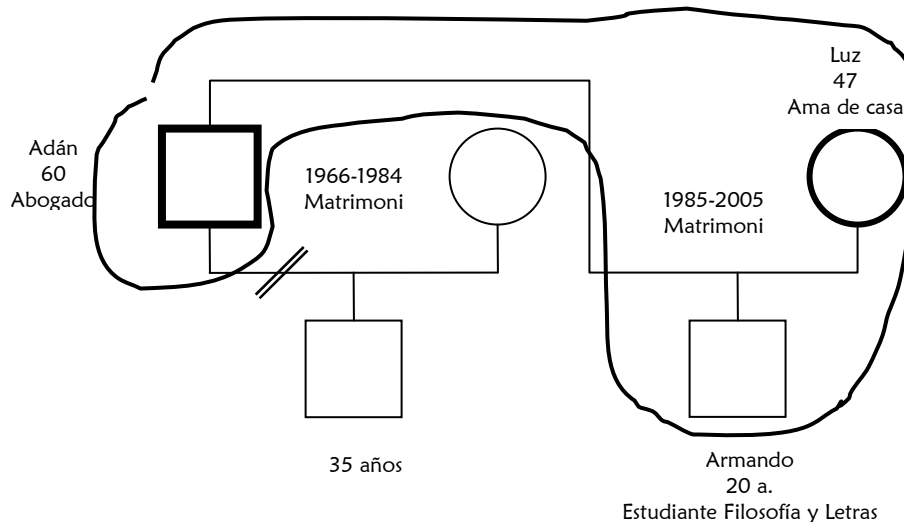 Luz
47
Ama de casa
Adán
60
Abogado
1966-1984
Matrimoni
1985-2005
Matrimoni
35 años
Armando
20 a.
Estudiante Filosofía y Letras